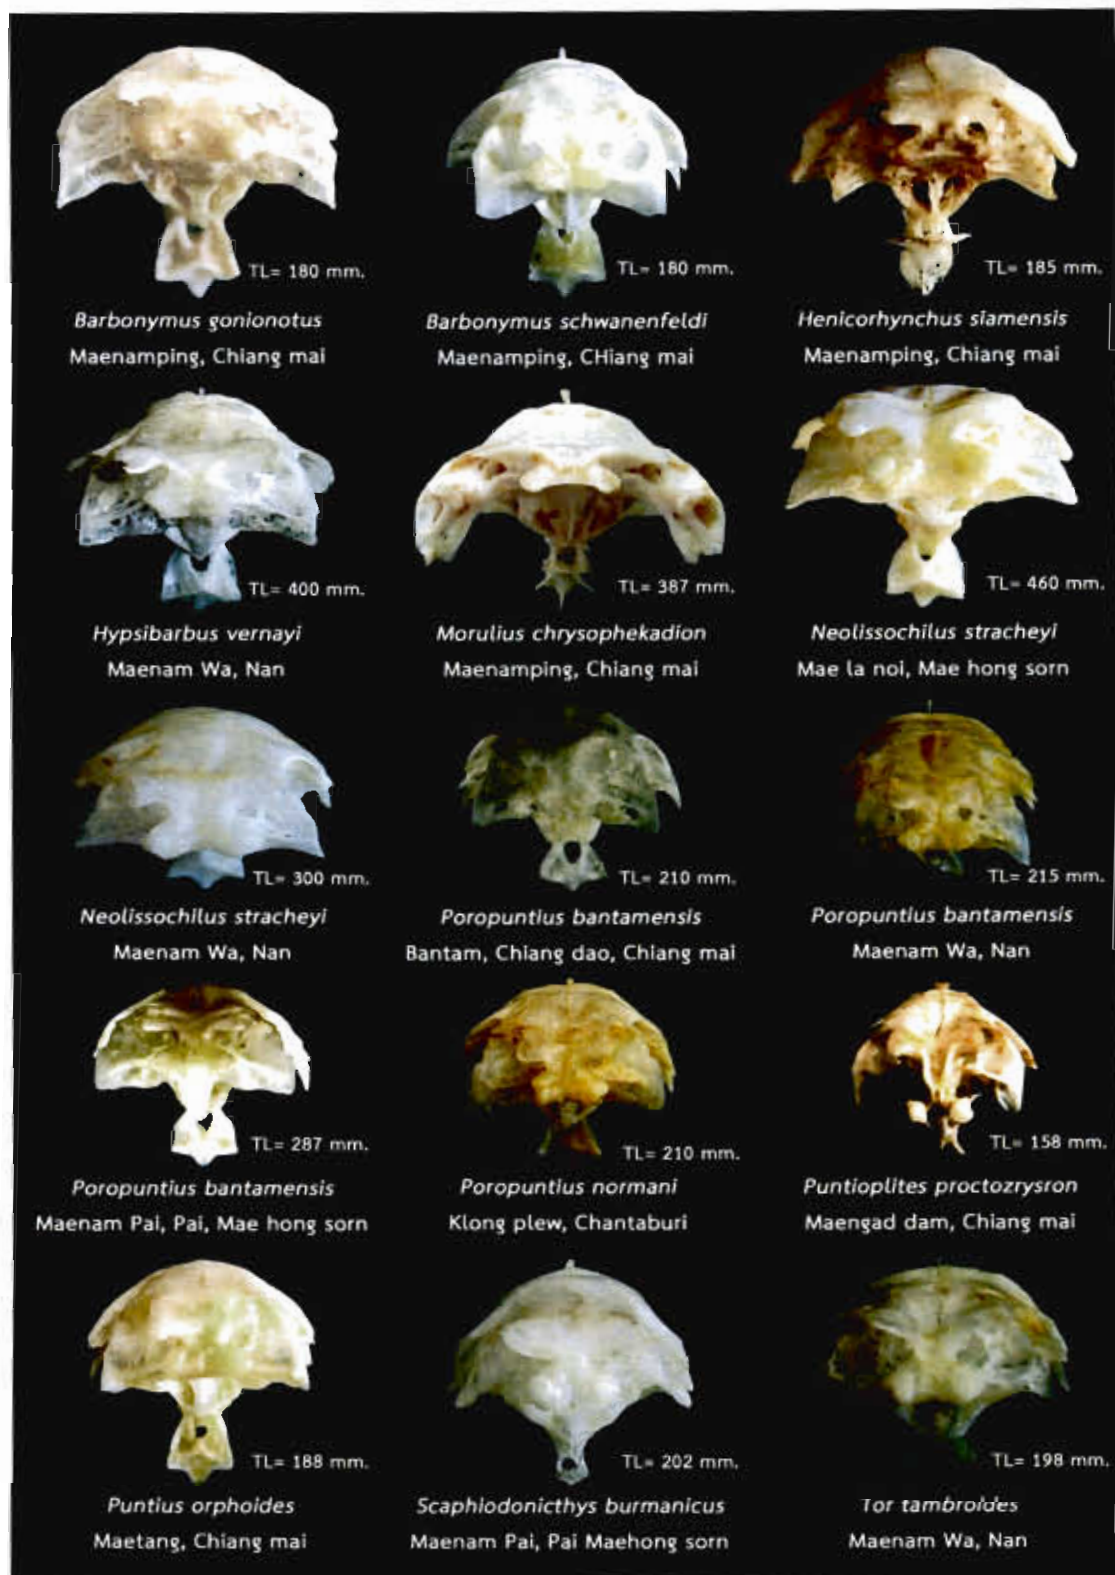 TL= 180 mm.
Barbonymus gonionotus
Maenamping, Chiang mai
TL= 180 mm.
Barbonymus schwanenfeldi
Maenamping, CHiang mai
TL= 185 mm.
Henicorhynchus siamensis
Maenamping, Chiang mai
TL= 400 mm.
Hypsibarbus vernayi
Maenam Wa, Nan
TL= 387 mm.
Morulius chrysophekadion
Maenamping, Chiang mai
TL= 460 mm.
Neolissochilus stracheyi
Mae la noi, Mae hong sorn
TL= 300 mm.
Neolissochilus stracheyi
Maenam Wa, Nan
TL= 210 mm.
Poropuntius bantamensis
Bantam, Chiang dao, Chiang mai
TL= 215 mm.
Poropuntius bantamensis
Maenam Wa, Nan
TL= 287 mm.
Poropuntius bantamensis
Maenam Pai, Pai, Mae hong sorn
TL= 210 mm.
Poropuntius normani
Klong plew, Chantaburi
TL= 158 mm.
Puntioplites proctozrysron
Maengad dam, Chiang mai
TL= 188 mm.
Puntius orphoides
Maetang, Chiang mai
TL= 202 mm.
Scaphiodonicthys burmanicus
Maenam Pai, Pai Maehong sorn
TL= 198 mm.
Tor tambroides
Maenam Wa, Nan